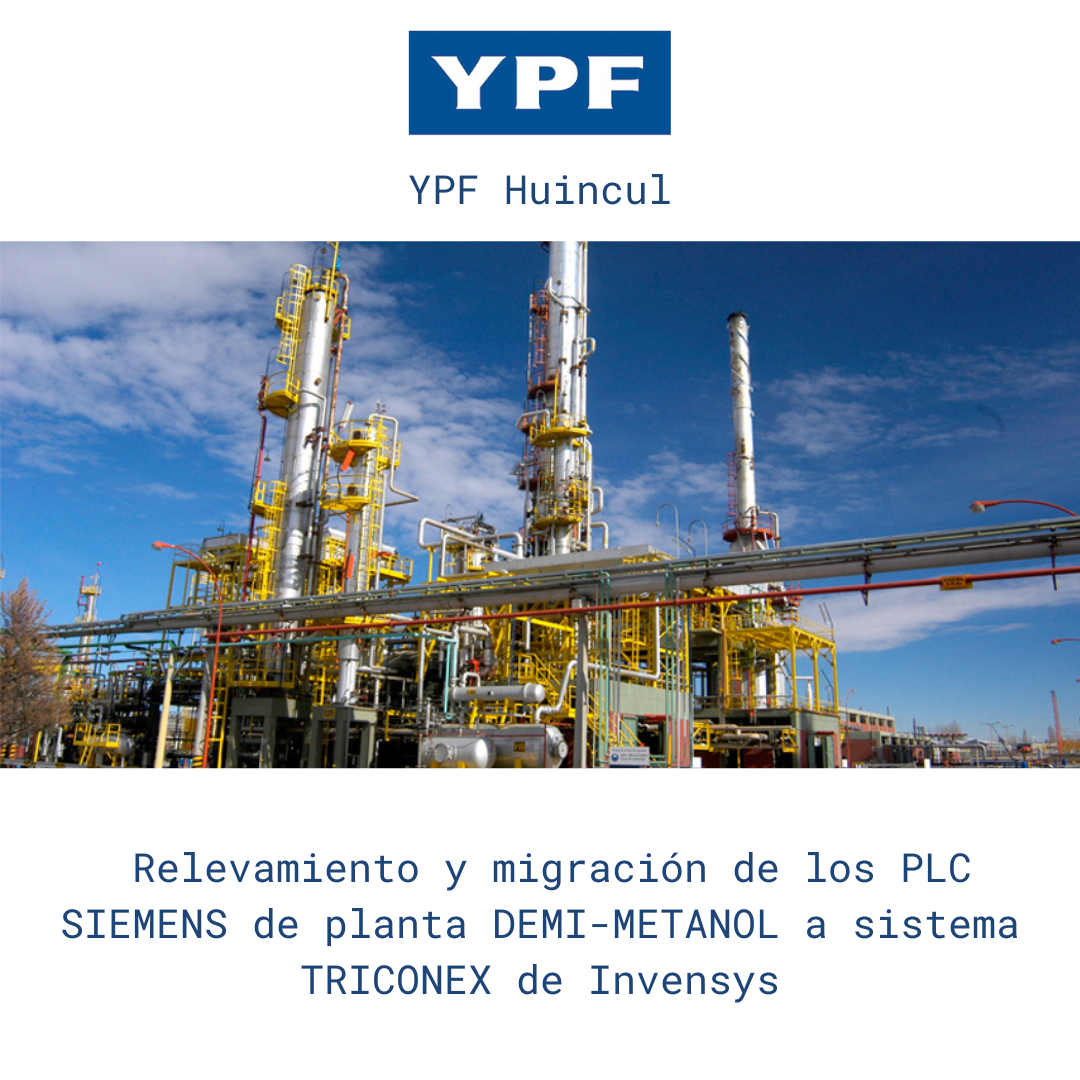 YPF
YPF Huincul
Relevamiento y migración de los PLC
SIEMENS de planta DEMI-METANOL a sistema
TRICONEX de Invensys